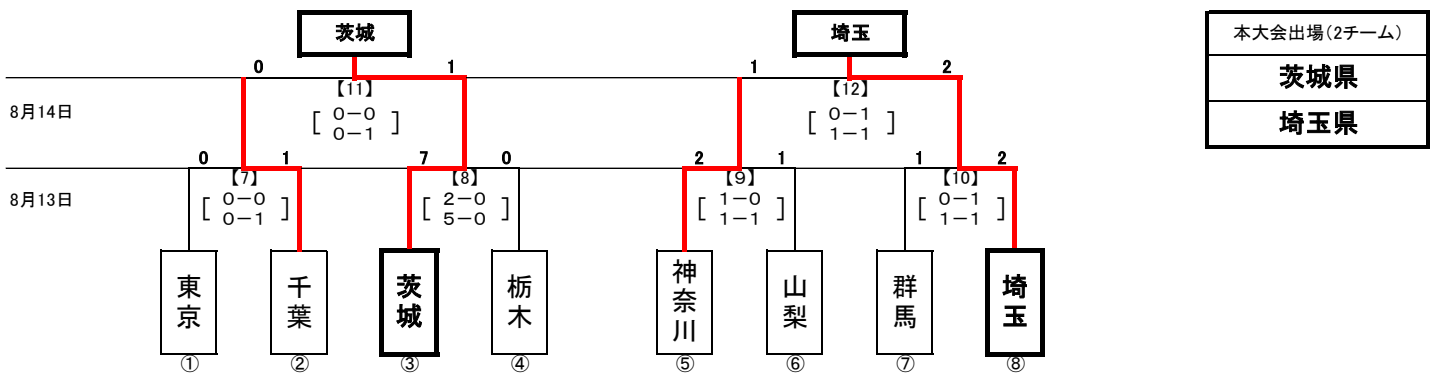 茨城
埼玉
本大会出場(2チーム)
茨城県
埼玉県
0 1 1 2
8月14日
【11】 【12】
[ 0-0 0-1 ] [ 0-1 1-1 ]
0 1 7 0 2 1 1 2
8月13日
【7】 【8】 【9】 【10】
[ 0-0 0-1 ] [ 2-0 5-0 ] [ 1-0 1-1 ] [ 0-1 1-1 ]
東京 千葉 茨城 栃木 神奈川 山梨 群馬 埼玉
① ② ③ ④ ⑤ ⑥ ⑦ ⑧